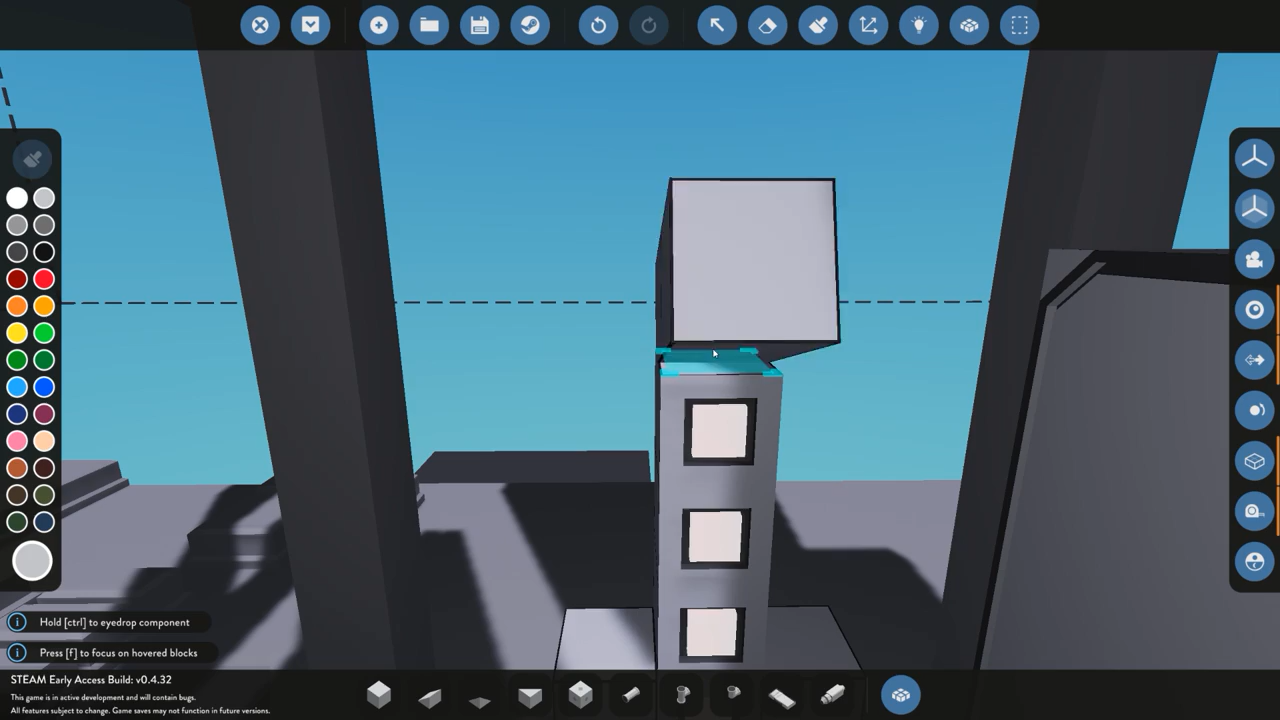 Hold [ctrl] to eyedrop component
Press [f] to focus on hovered blocks
STEAM Early Access Build: v0.4.32
This game is in active development and will contain bugs.
All features subject to change. Game saves may not function in future versions.